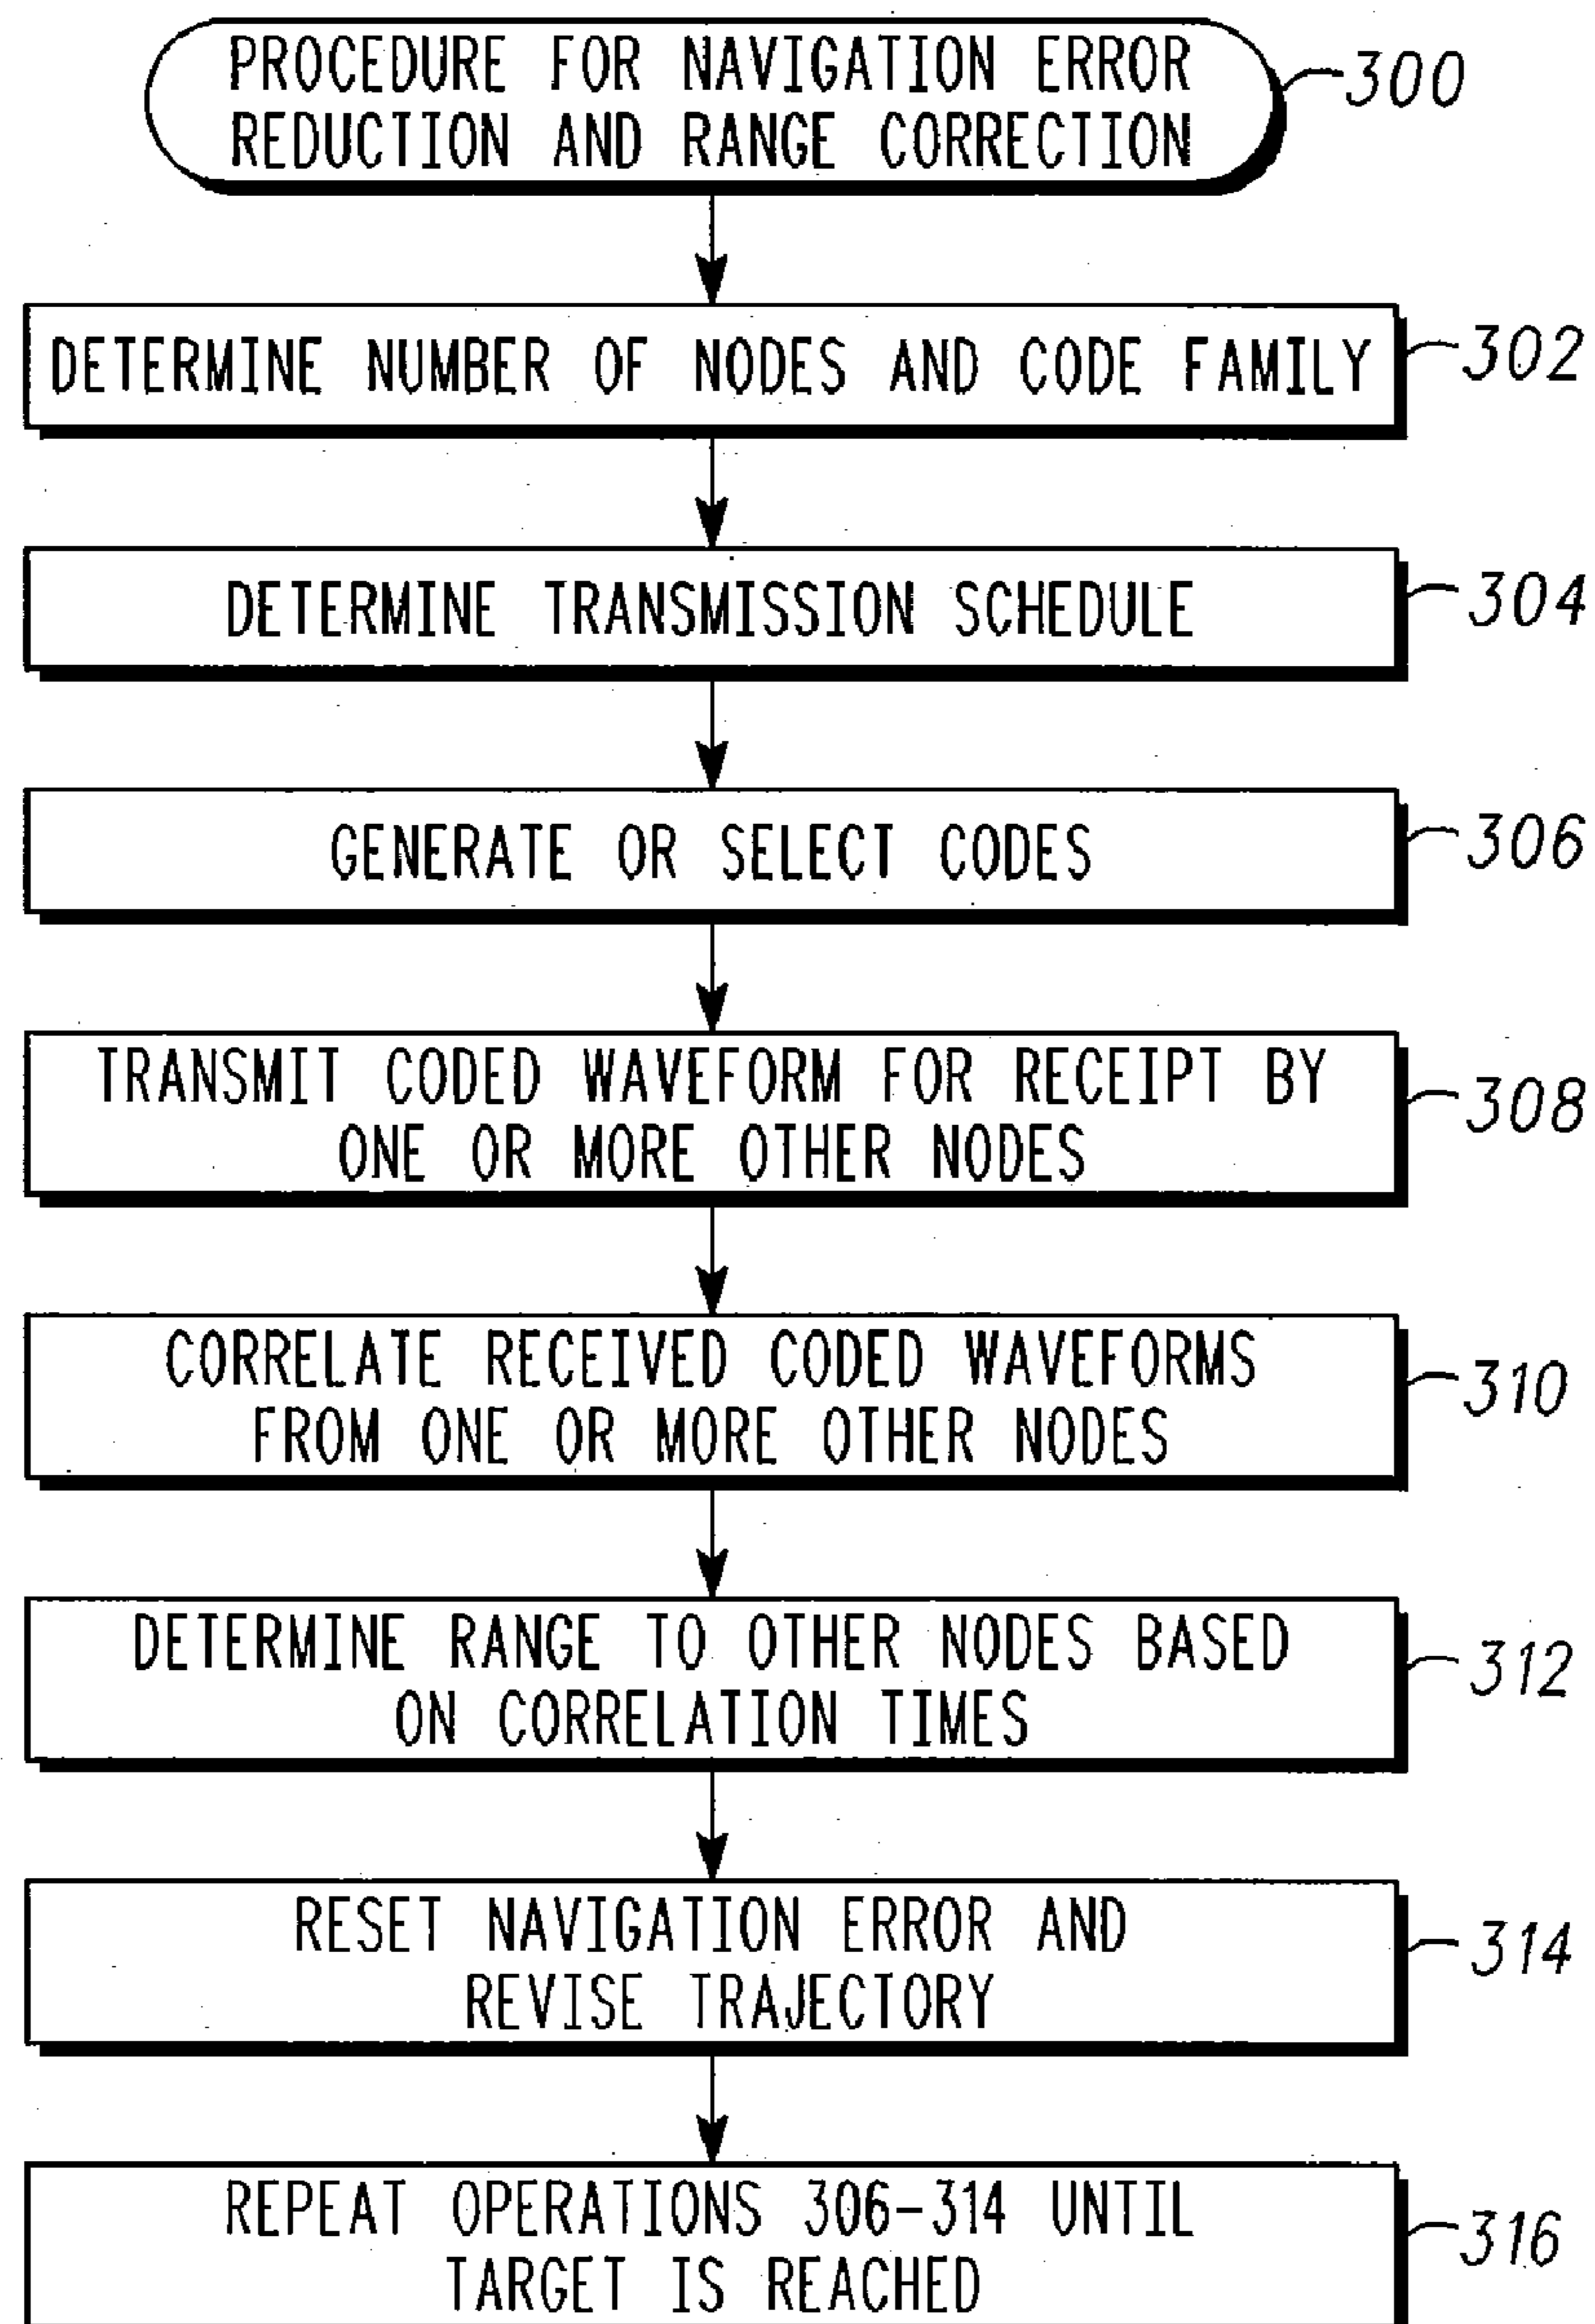 PROCEDURE FOR NAVIGATION ERROR
REDUCTION AND RANGE CORRECTION
300
DETERMINE NUMBER OF NODES AND CODE FAMILY
302
DETERMINE TRANSMISSION SCHEDULE
304
GENERATE OR SELECT CODES
306
TRANSMIT CODED WAVEFORM FOR RECEIPT BY
ONE OR MORE OTHER NODES
308
CORRELATE RECEIVED CODED WAVEFORMS
FROM ONE OR MORE OTHER NODES
310
DETERMINE RANGE TO OTHER NODES BASED
ON CORRELATION TIMES
312
RESET NAVIGATION ERROR AND
REVISE TRAJECTORY
314
REPEAT OPERATIONS 306-314 UNTIL
TARGET IS REACHED
316